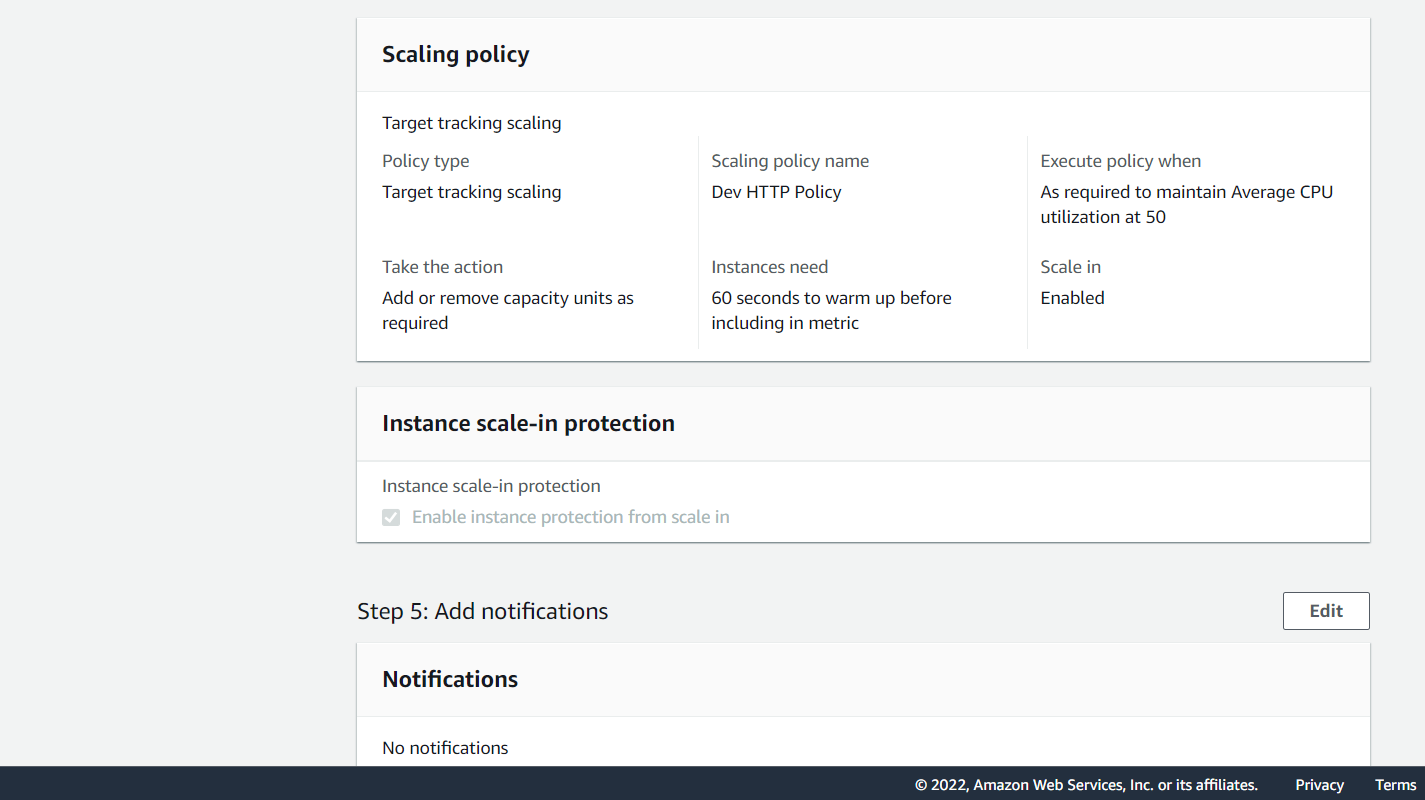 Scaling policy
Target tracking scaling
Policy type
Target tracking scaling
Scaling policy name
Dev HTTP Policy
Execute policy when
As required to maintain Average CPU
utilization at 50
Take the action
Add or remove capacity units as
required
Instances need
60 seconds to warm up before
including in metric
Scale in
Enabled
Instance scale-in protection
Instance scale-in protection
Enable instance protection from scale in
Step 5: Add notifications
Edit
Notifications
No notifications
© 2022, Amazon Web Services, Inc. or its affiliates.
Privacy
Terms